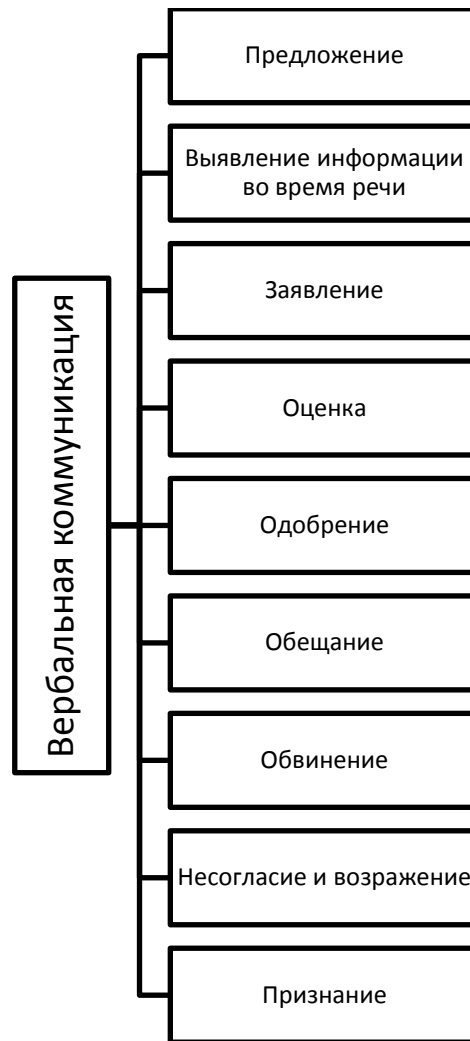 Вербальная коммуникация
Предложение
Выявление информации
во время речи
Заявление
Оценка
Одобрение
Обещание
Обвинение
Несогласие и возражение
Признание